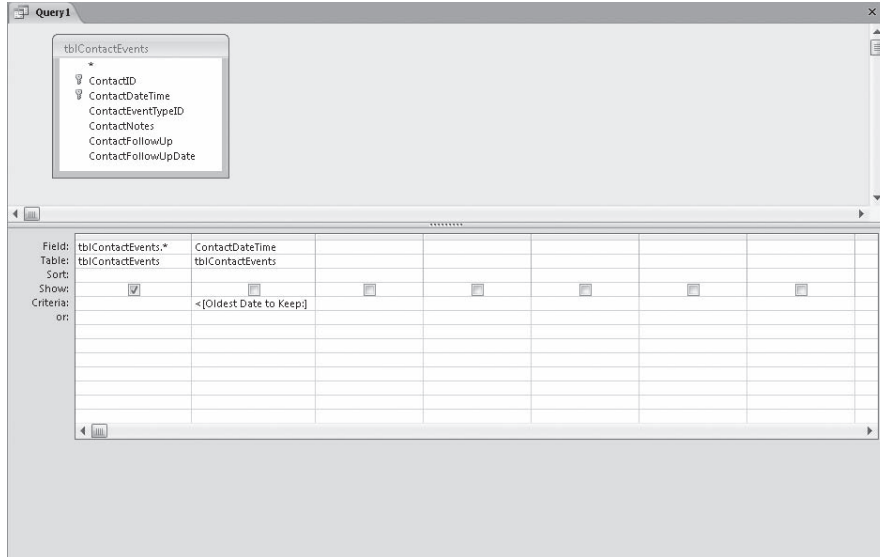 Query1
tblContactEvents
*
ContactID
ContactDateTime
ContactEventTypeID
ContactNotes
ContactFollowUp
ContactFollowUpDate
Field: tblContactEvents.* ContactDateTime
Table: tblContactEvents tblContactEvents
Sort:
Show:
Criteria: <[Oldest Date to Keep:]
or: